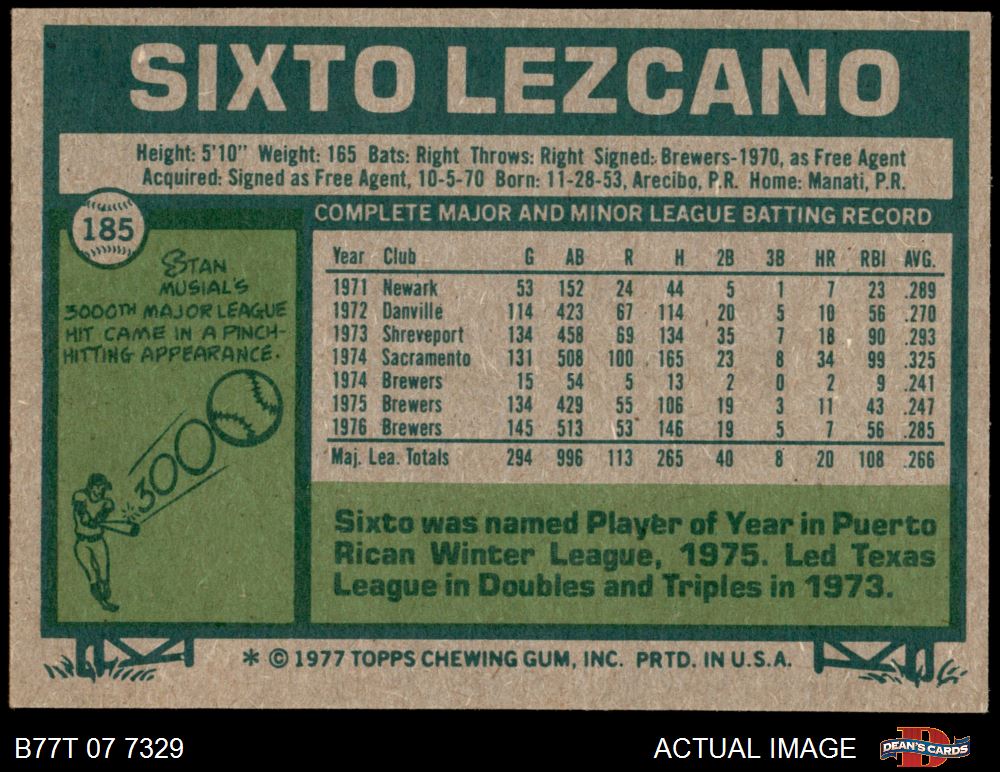 SIXTO LEZCANO
Height: 5'10" Weight: 165 Bats: Right Throws: Right Signed: Brewers-1970, as Free Agent
Acquired: Signed as Free Agent, 10-5-70 Born: 11-28-53, Arecibo, P.R. Home: Manati, P.R.
185
STAN
MUSIAL'S
3000TH MAJOR LEAGUE
HIT CAME IN A PINCH-
HITTING APPEARANCE.
3000
COMPLETE MAJOR AND MINOR LEAGUE BATTING RECORD
Year Club G AB R H 2B 3B HR RBI AVG.
1971 Newark 53 152 24 44 5 1 7 23 .289
1972 Danville 114 423 67 114 20 5 10 56 .270
1973 Shreveport 134 458 69 134 35 7 18 90 .293
1974 Sacramento 131 508 100 165 23 8 34 99 .325
1974 Brewers 15 54 5 13 2 0 2 9 .241
1975 Brewers 134 429 55 106 19 3 11 43 .247
1976 Brewers 145 513 53 146 19 5 7 56 .285
Maj. Lea. Totals 294 996 113 265 40 8 20 108 .266
Sixto was named Player of Year in Puerto
Rican Winter League, 1975. Led Texas
League in Doubles and Triples in 1973.
* © 1977 TOPPS CHEWING GUM, INC. PRTD. IN U.S.A.
B77T 07 7329
ACTUAL IMAGE
D
DEAN'S CARDS